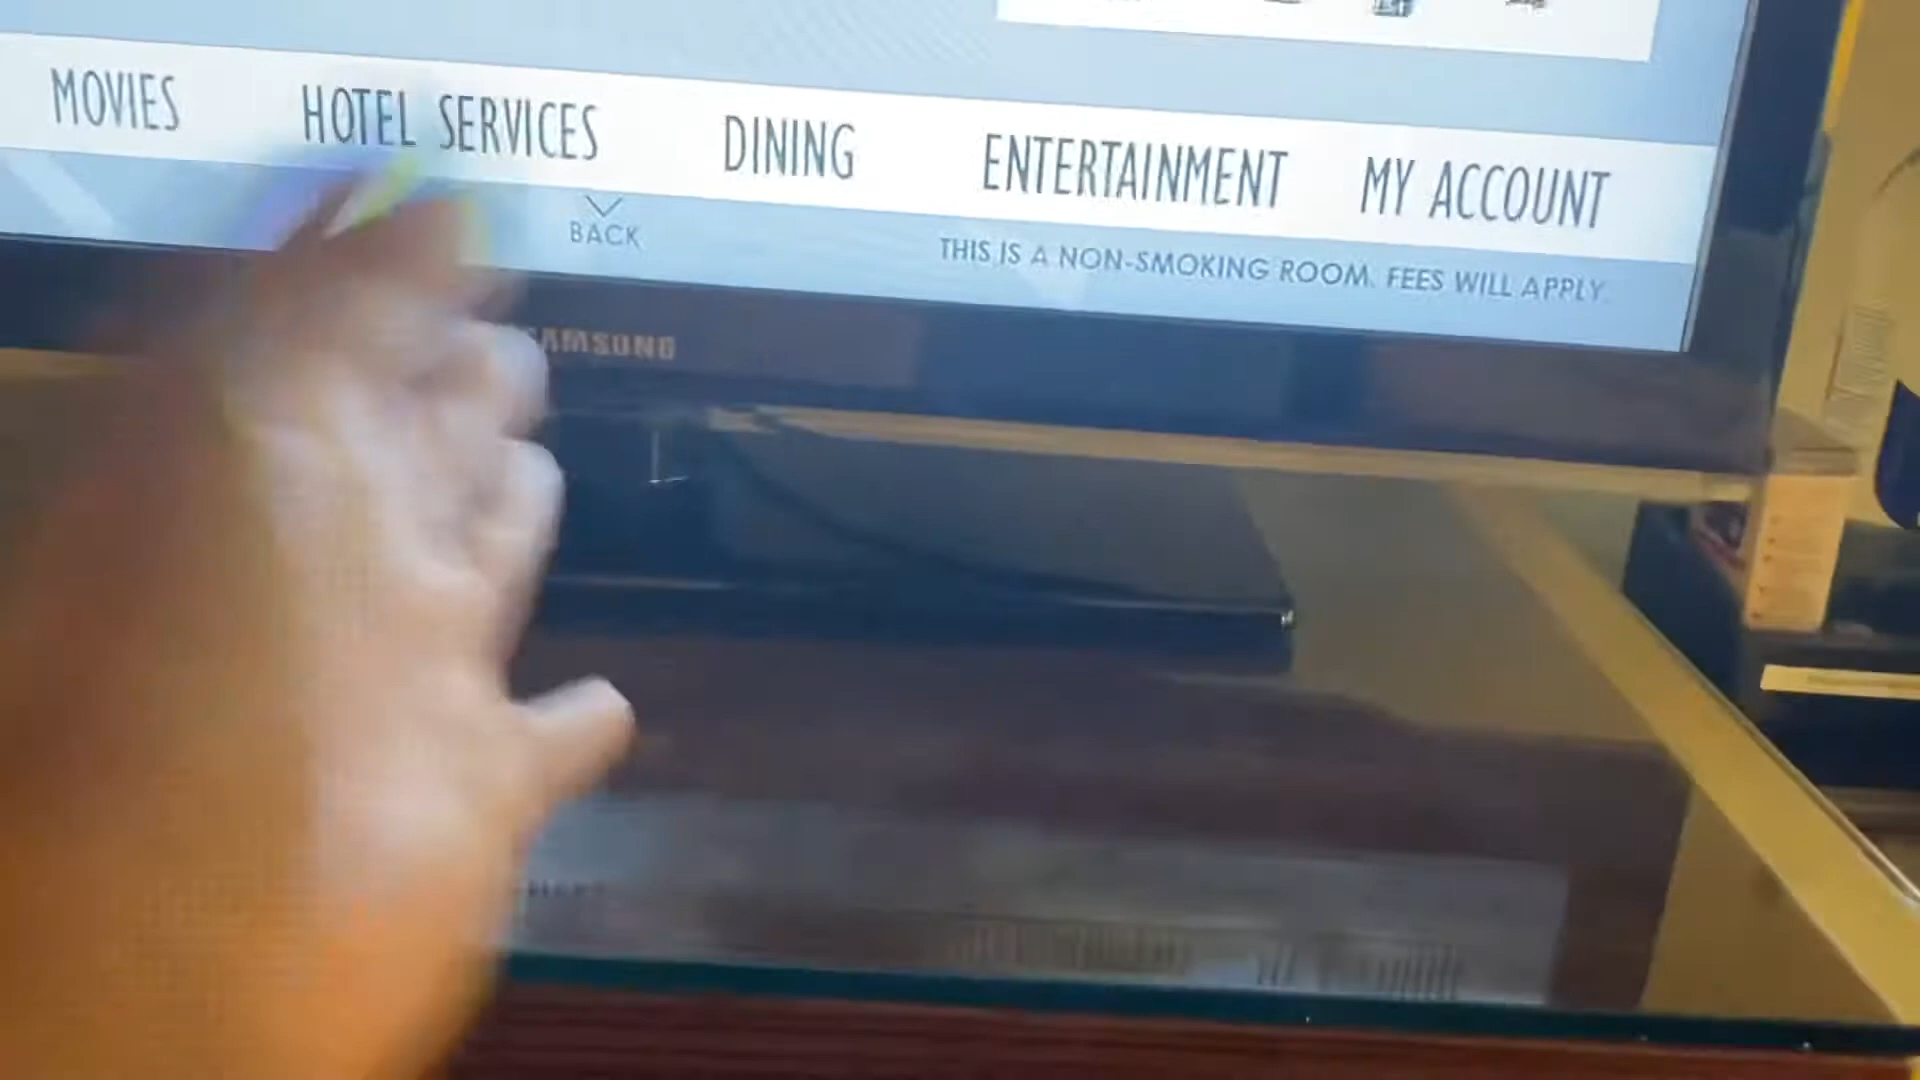 MOVIES
HOTEL SERVICES
DINING
ENTERTAINMENT
MY ACCOUNT
BACK
THIS IS A NON-SMOKING ROOM. FEES WILL APPLY.
SAMSUNG